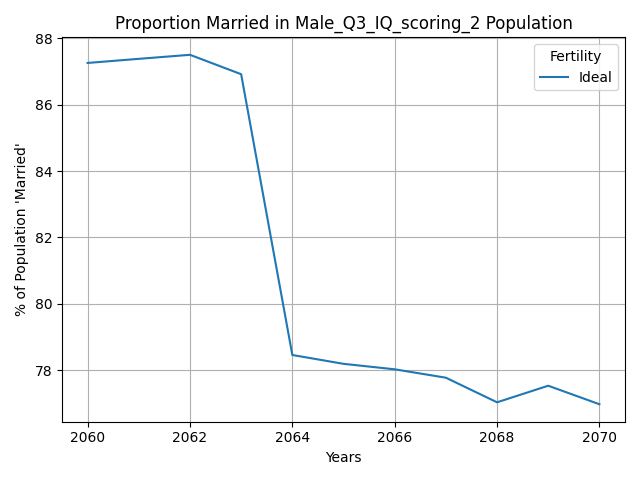 Proportion Married in Male_Q3_IQ_scoring_2 Population
88
86
84
82
80
78
% of Population 'Married'
Fertility
Ideal
2060 2062 2064 2066 2068 2070
Years